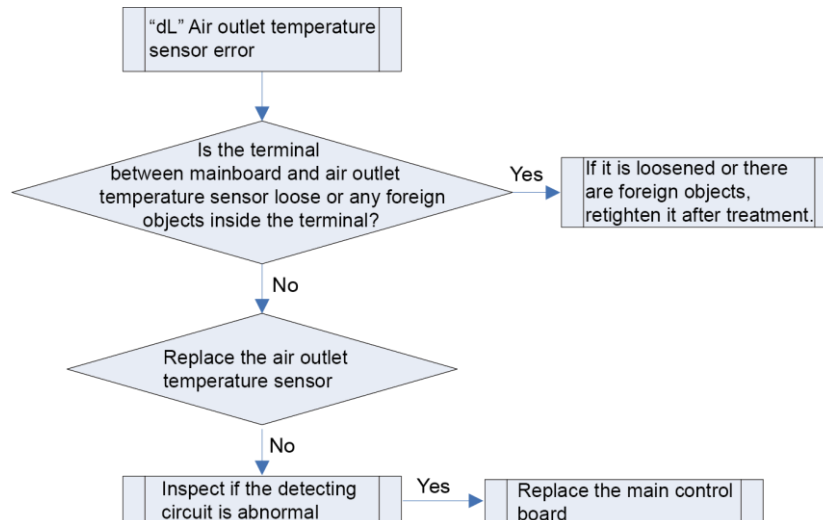 “dL” Air outlet temperature
sensor error
Is the terminal
between mainboard and air outlet
temperature sensor loose or any foreign
objects inside the terminal?
Yes
If it is loosened or there
are foreign objects,
retighten it after treatment.
No
Replace the air outlet
temperature sensor
No
Inspect if the detecting
circuit is abnormal
Yes
Replace the main control
board